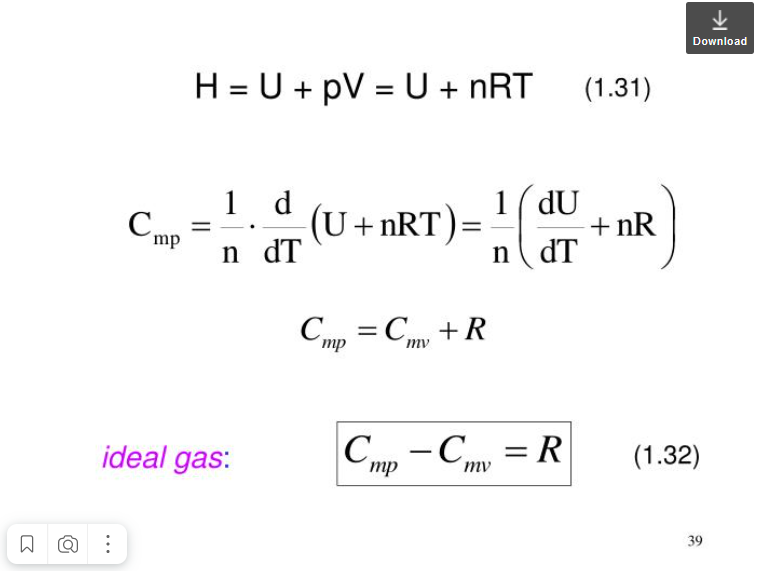 Download
H = U + pV = U + nRT (1.31)
C_mp = 1/n · d/dT (U + nRT) = 1/n (dU/dT + nR)
C_mp = C_mv + R
ideal gas: C_mp − C_mv = R (1.32)
39